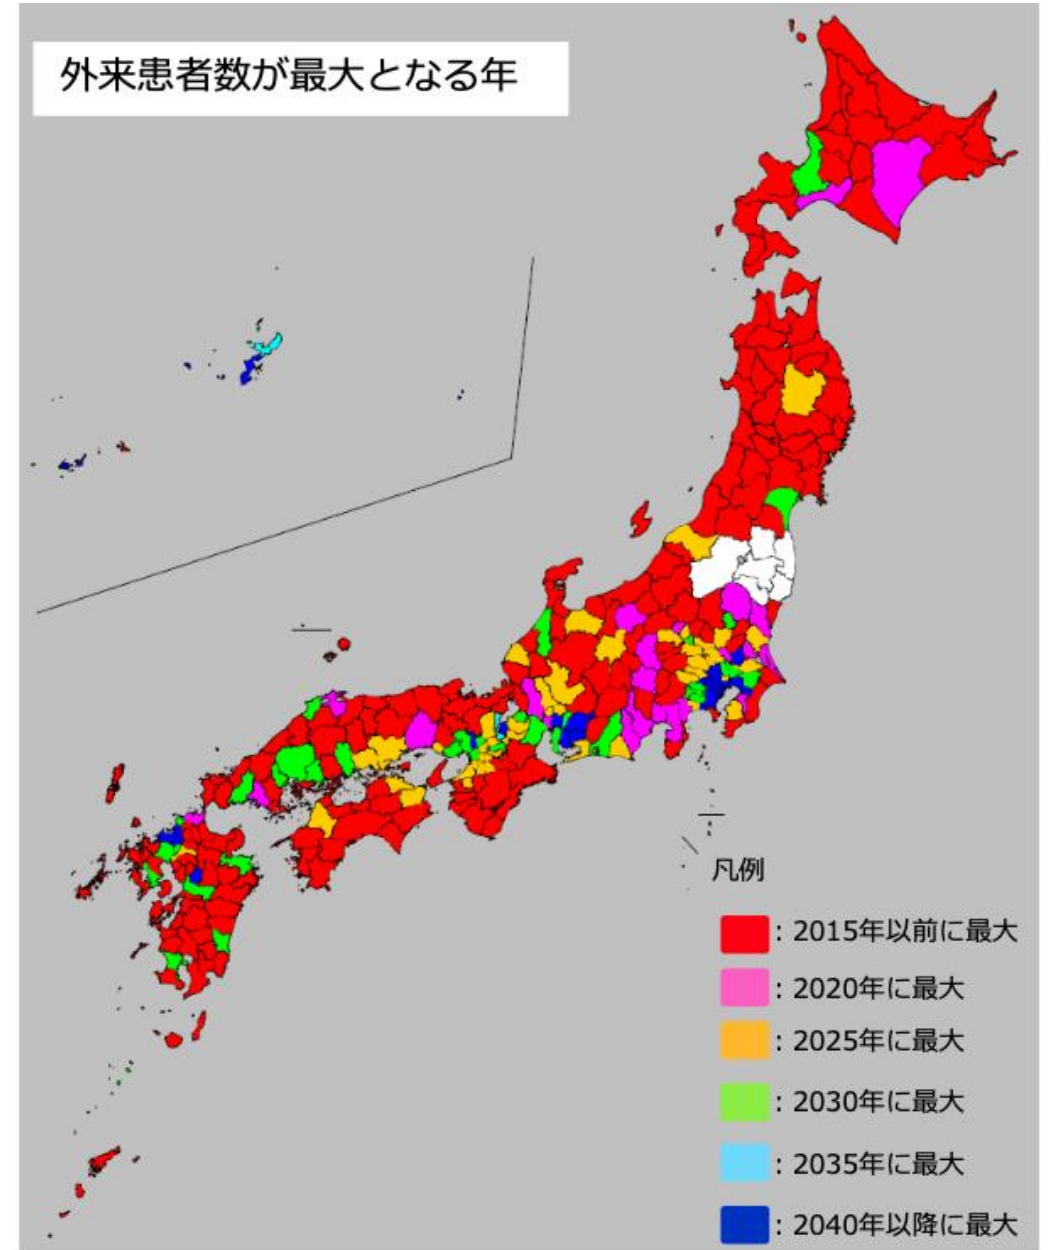 外来患者数が最大となる年
凡例
：2015年以前に最大
：2020年に最大
：2025年に最大
：2030年に最大
：2035年に最大
：2040年以降に最大